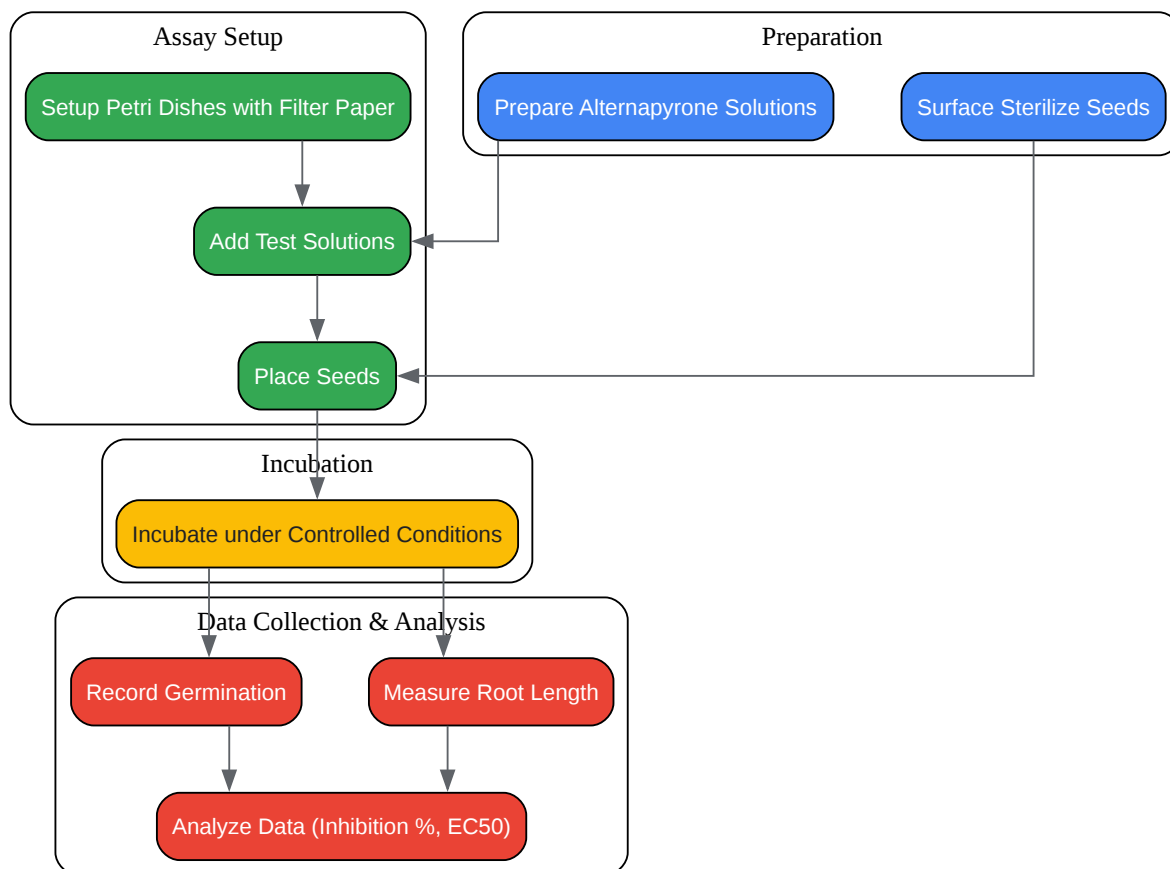 Assay Setup
Preparation
Setup Petri Dishes with Filter Paper
Prepare Alternapyrone Solutions
Surface Sterilize Seeds
Add Test Solutions
Place Seeds
Incubation
Incubate under Controlled Conditions
Data Collection & Analysis
Record Germination
Measure Root Length
Analyze Data (Inhibition %, EC50)